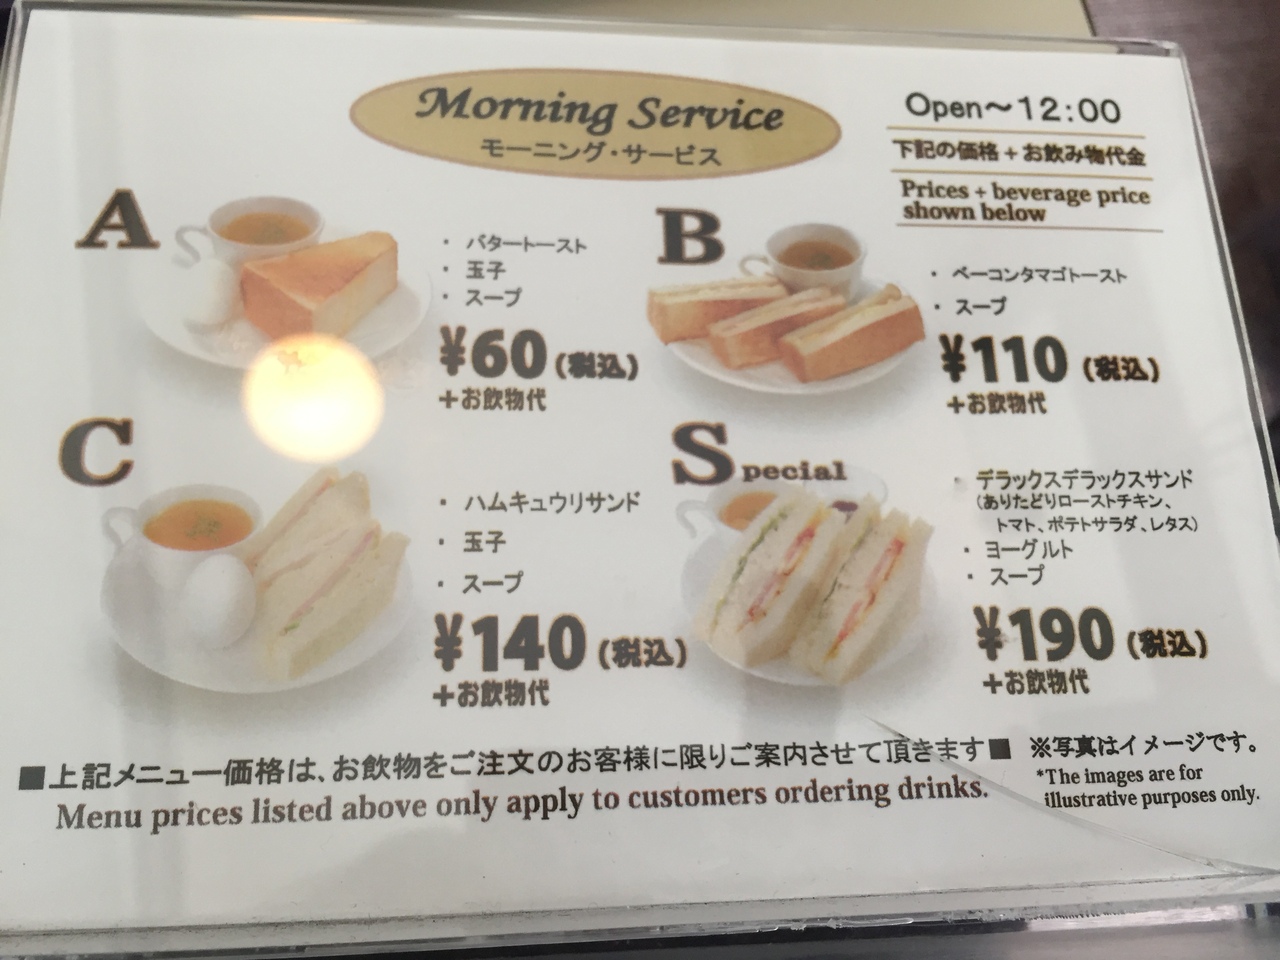 Morning Service
モーニング・サービス
Open～12:00
下記の価格+お飲み物代金
Prices + beverage price
shown below
A
・ バタートースト
・ 玉子
・ スープ
¥60 (税込)
+お飲物代
B
・ ベーコンタマゴトースト
・ スープ
¥110 (税込)
+お飲物代
C
・ ハムキュウリサンド
・ 玉子
・ スープ
¥140 (税込)
+お飲物代
Special
・ デラックスデラックスサンド
(ありたどりローストチキン、
トマト、ポテトサラダ、レタス)
・ ヨーグルト
・ スープ
¥190 (税込)
+お飲物代
■上記メニュー価格は、お飲物をご注文のお客様に限りご案内させて頂きます■
Menu prices listed above only apply to customers ordering drinks.
※写真はイメージです。
*The images are for
illustrative purposes only.